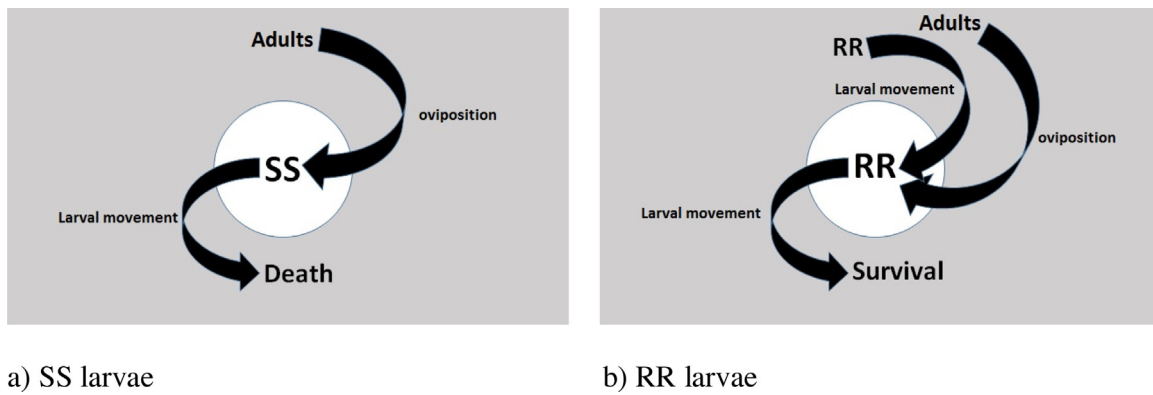 Adults
oviposition
SS
Larval movement
Death
a) SS larvae
Adults
RR
Larval movement
oviposition
RR
Larval movement
Survival
b) RR larvae